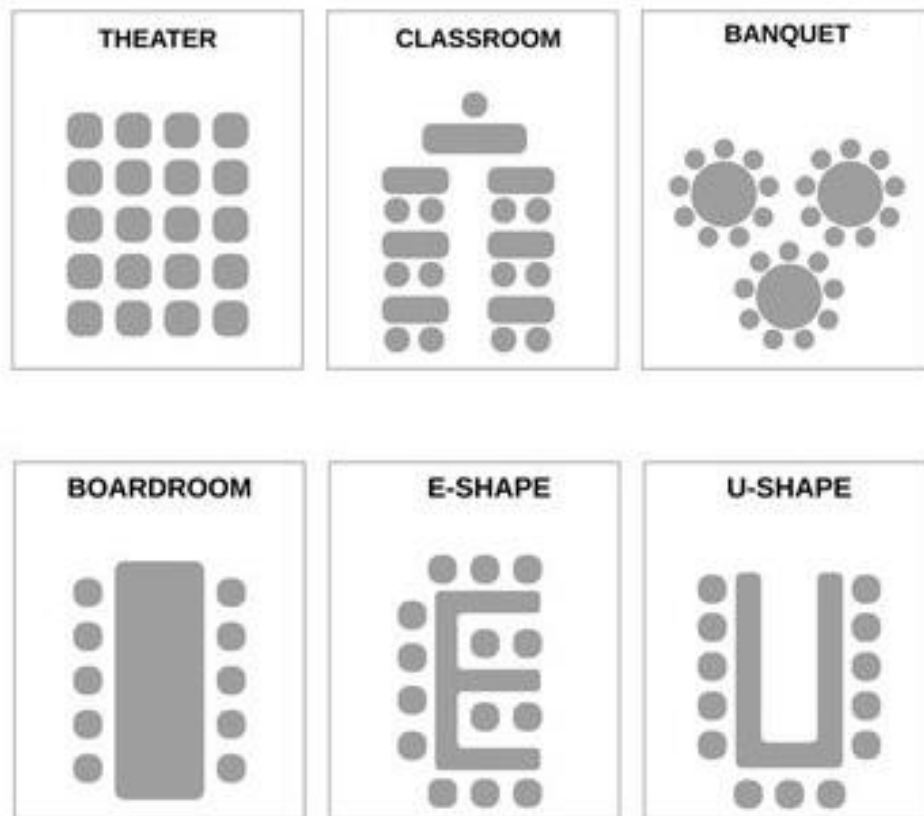 THEATER
CLASSROOM
BANQUET
BOARDROOM
E-SHAPE
U-SHAPE